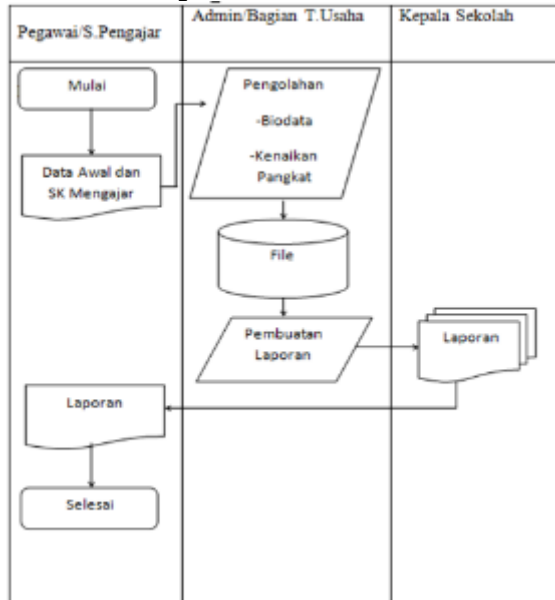 Pegawai/S.Pengajar
Admin/Bagian T.Usaha
Kepala Sekolah
Mulai
Data Awal dan
SK Mengajar
Pengolahan
-Biodata
-Kenaikan
Pangkat
File
Pembuatan
Laporan
Laporan
Laporan
Selesai